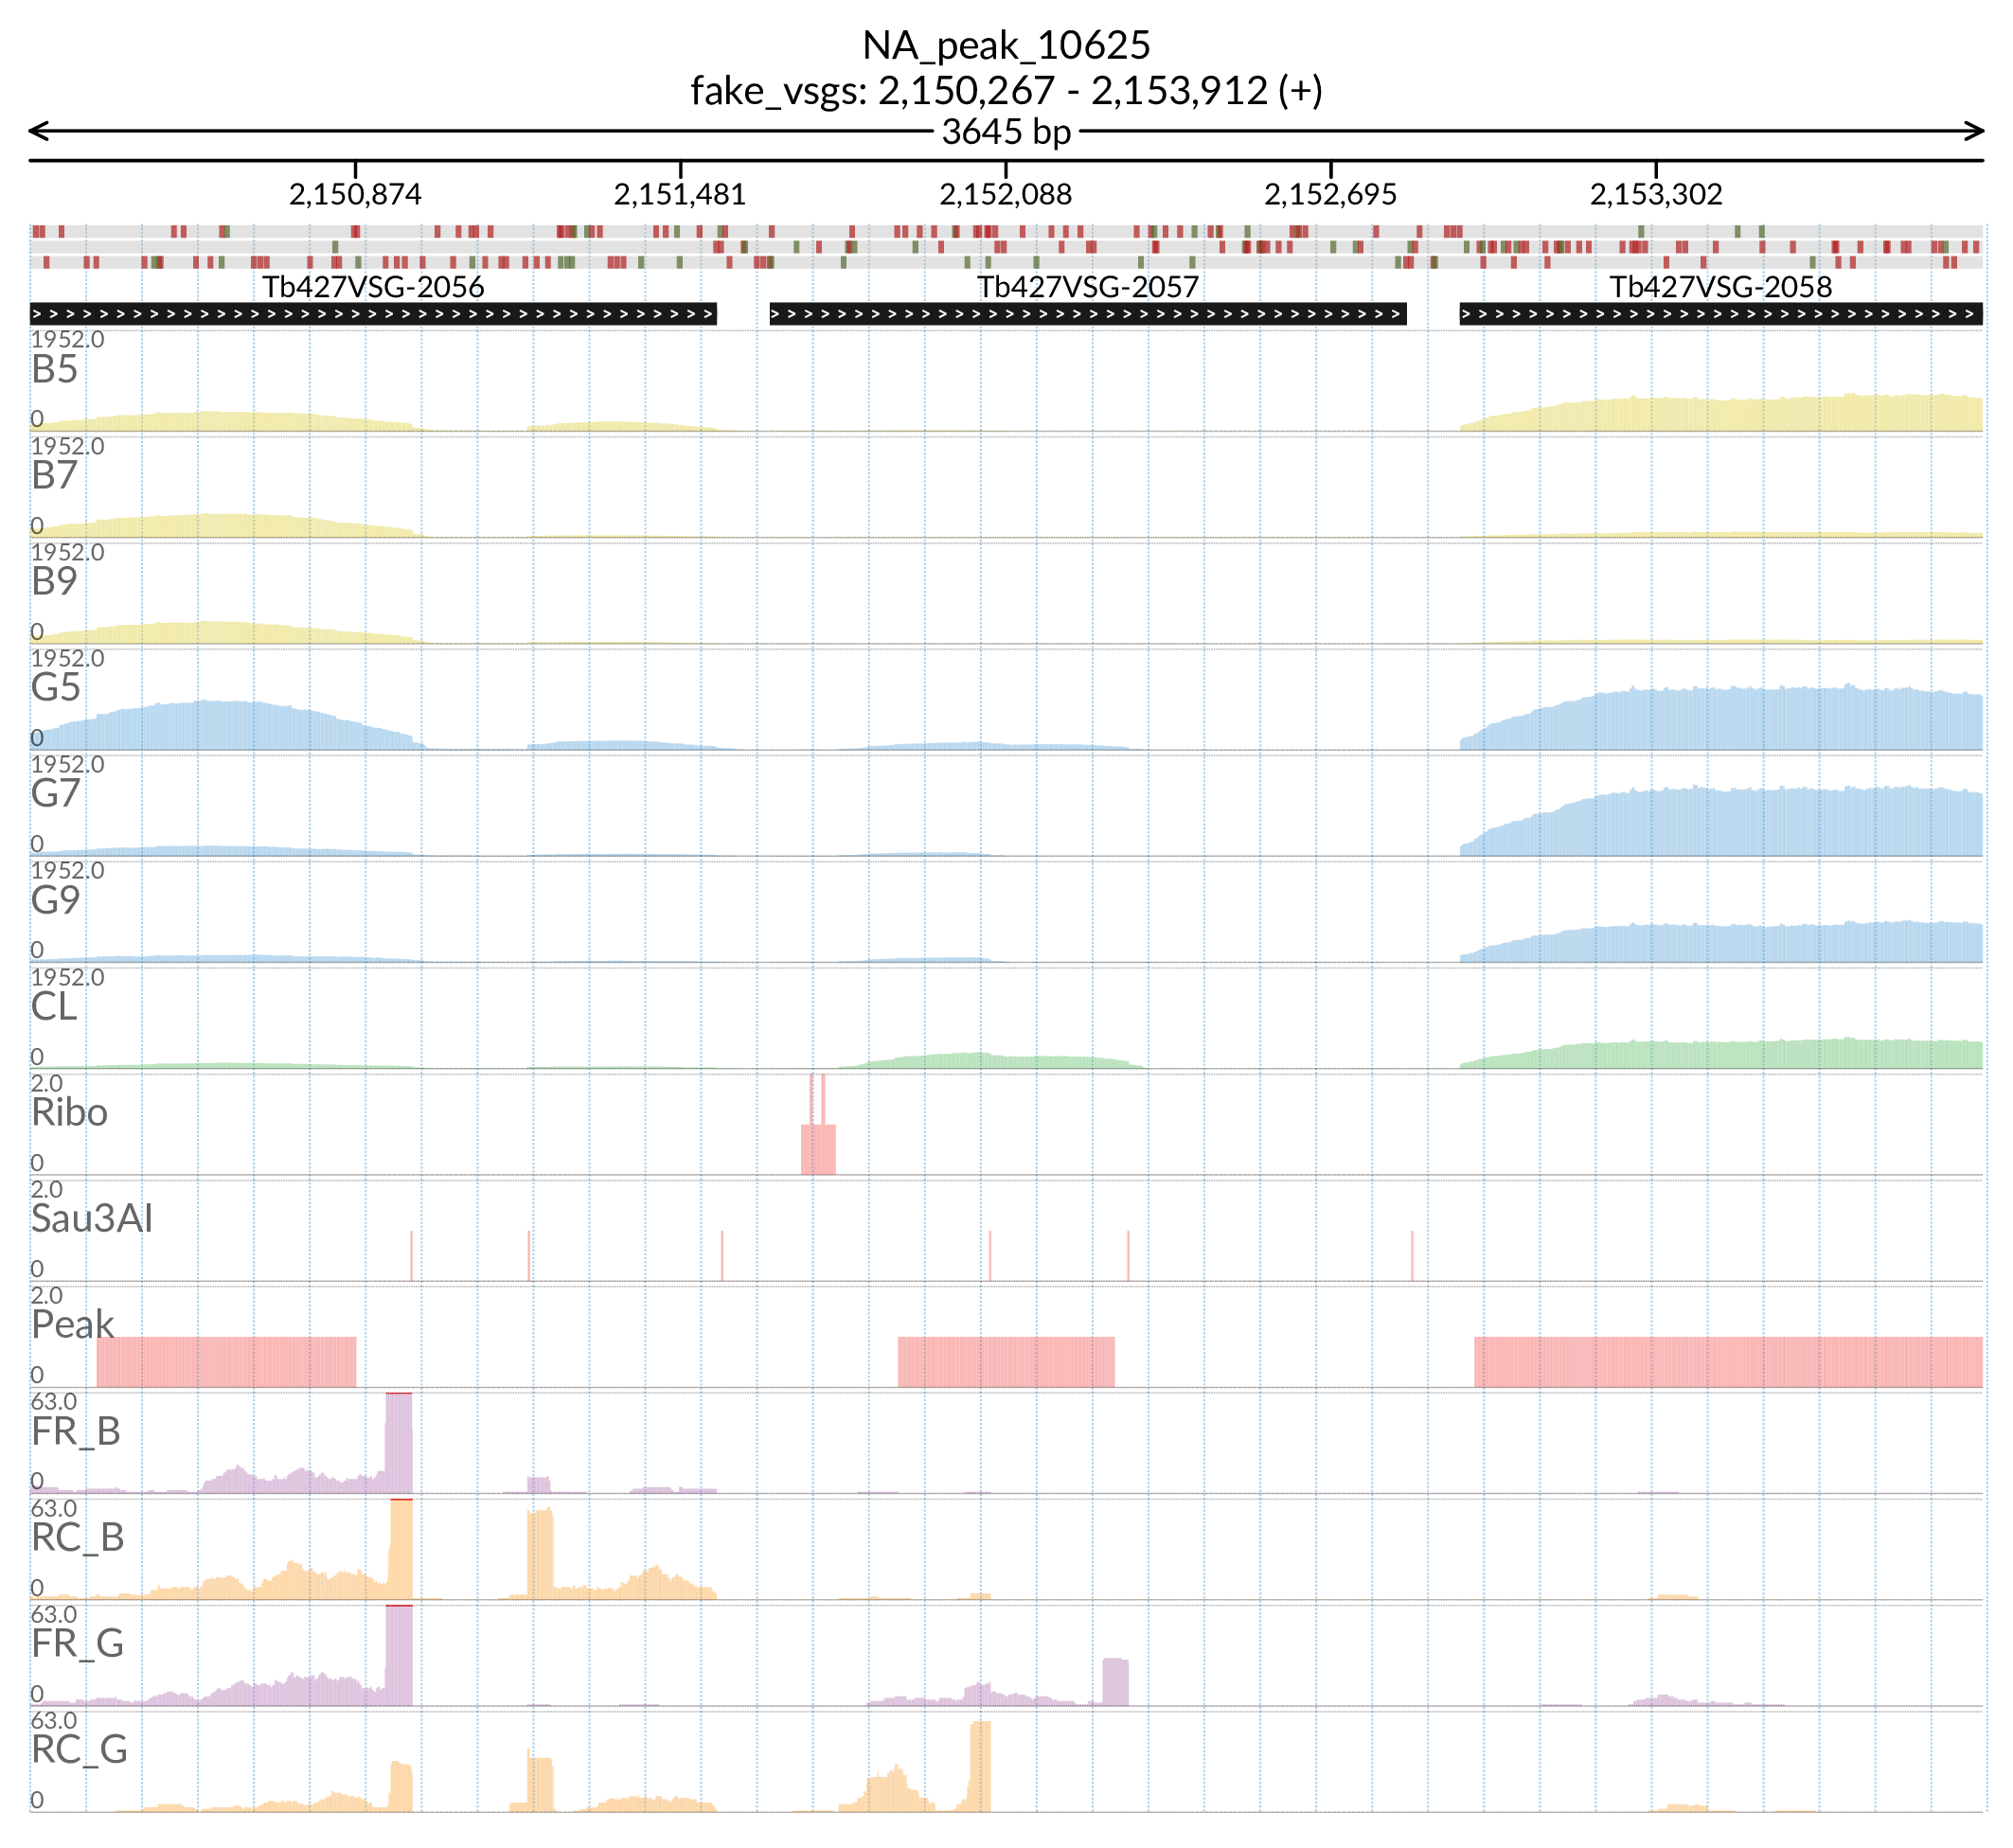 NA_peak_10625
fake_vsgs: 2,150,267 - 2,153,912 (+)
3645 bp
2,150,874 2,151,481 2,152,088 2,152,695 2,153,302
Tb427VSG-2056 Tb427VSG-2057 Tb427VSG-2058
1952.0
B5
0
1952.0
B7
0
1952.0
B9
0
1952.0
G5
0
1952.0
G7
0
1952.0
G9
0
1952.0
CL
0
2.0
Ribo
0
2.0
Sau3AI
0
2.0
Peak
0
63.0
FR_B
0
63.0
RC_B
0
63.0
FR_G
0
63.0
RC_G
0